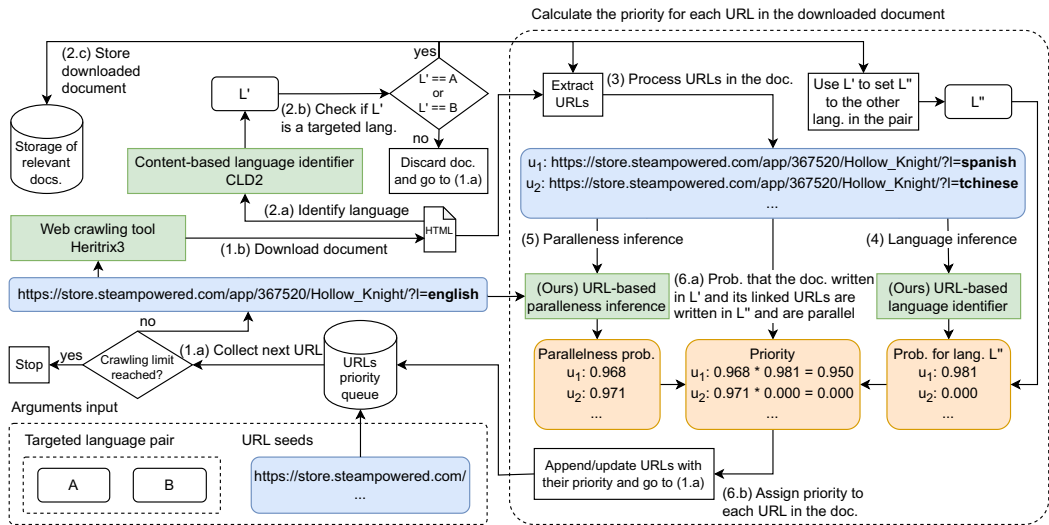 Calculate the priority for each URL in the downloaded document
(2.c) Store
downloaded
document
yes
L' == A
or
L' == B
no
L'
(2.b) Check if L'
is a targeted lang.
Extract
URLs
(3) Process URLs in the doc.
Use L' to set L''
to the other
lang. in the pair
L''
Storage of
relevant
docs.
Content-based language identifier
CLD2
Discard doc.
and go to (1.a)
u1: https://store.steampowered.com/app/367520/Hollow_Knight/?l=spanish
u2: https://store.steampowered.com/app/367520/Hollow_Knight/?l=tchinese
...
(2.a) Identify language
HTML
Web crawling tool
Heritrix3
(1.b) Download document
(5) Paralleness inference
(4) Language inference
https://store.steampowered.com/app/367520/Hollow_Knight/?l=english
(Ours) URL-based
paralleness inference
(6.a) Prob. that the doc. written
in L' and its linked URLs are
written in L'' and are parallel
(Ours) URL-based
language identifier
no
yes
Stop
Crawling limit
reached?
(1.a) Collect next URL
URLs
priority
queue
Parallelness prob.
u1: 0.968
u2: 0.971
...
Priority
u1: 0.968 * 0.981 = 0.950
u2: 0.971 * 0.000 = 0.000
...
Prob. for lang. L''
u1: 0.981
u2: 0.000
...
Arguments input
Targeted language pair
A
B
URL seeds
https://store.steampowered.com/
...
Append/update URLs with
their priority and go to (1.a)
(6.b) Assign priority to
each URL in the doc.